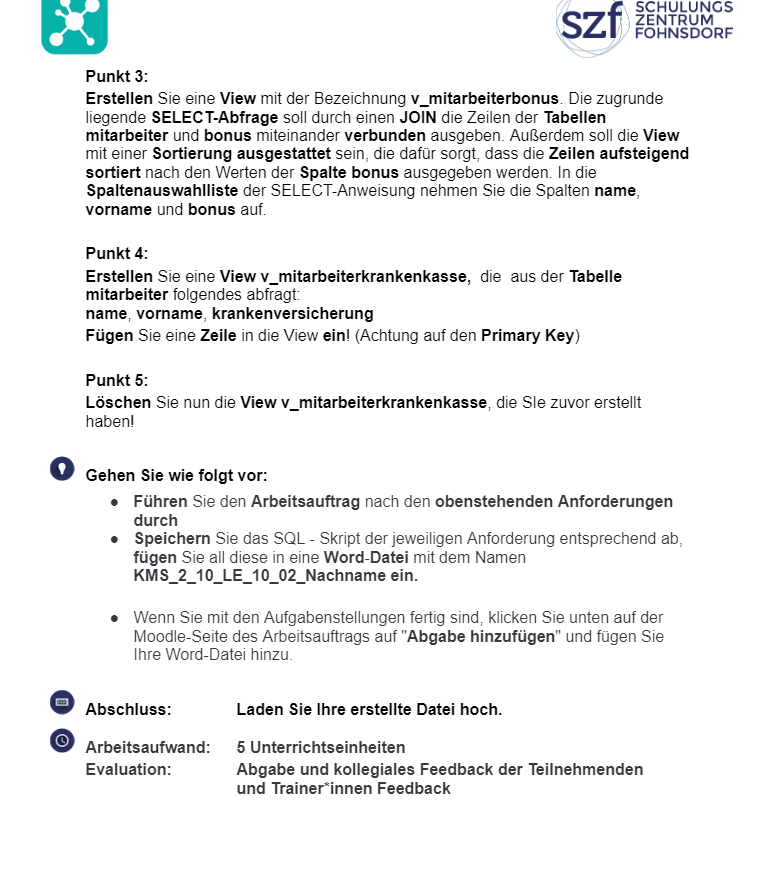 szf SCHULUNGS
ZENTRUM
FOHNSDORF
Punkt 3:
Erstellen Sie eine View mit der Bezeichnung v_mitarbeiterbonus. Die zugrunde
liegende SELECT-Abfrage soll durch einen JOIN die Zeilen der Tabellen
mitarbeiter und bonus miteinander verbunden ausgeben. Außerdem soll die View
mit einer Sortierung ausgestattet sein, die dafür sorgt, dass die Zeilen aufsteigend
sortiert nach den Werten der Spalte bonus ausgegeben werden. In die
Spaltenauswahlliste der SELECT-Anweisung nehmen Sie die Spalten name,
vorname und bonus auf.
Punkt 4:
Erstellen Sie eine View v_mitarbeiterkrankenkasse, die aus der Tabelle
mitarbeiter folgendes abfragt:
name, vorname, krankenversicherung
Fügen Sie eine Zeile in die View ein! (Achtung auf den Primary Key)
Punkt 5:
Löschen Sie nun die View v_mitarbeiterkrankenkasse, die SIe zuvor erstellt
haben!
Gehen Sie wie folgt vor:
● Führen Sie den Arbeitsauftrag nach den obenstehenden Anforderungen
durch
● Speichern Sie das SQL - Skript der jeweiligen Anforderung entsprechend ab,
fügen Sie all diese in eine Word-Datei mit dem Namen
KMS_2_10_LE_10_02_Nachname ein.
● Wenn Sie mit den Aufgabenstellungen fertig sind, klicken Sie unten auf der
Moodle-Seite des Arbeitsauftrags auf "Abgabe hinzufügen" und fügen Sie
Ihre Word-Datei hinzu.
Abschluss: Laden Sie Ihre erstellte Datei hoch.
Arbeitsaufwand: 5 Unterrichtseinheiten
Evaluation: Abgabe und kollegiales Feedback der Teilnehmenden
und Trainer*innen Feedback